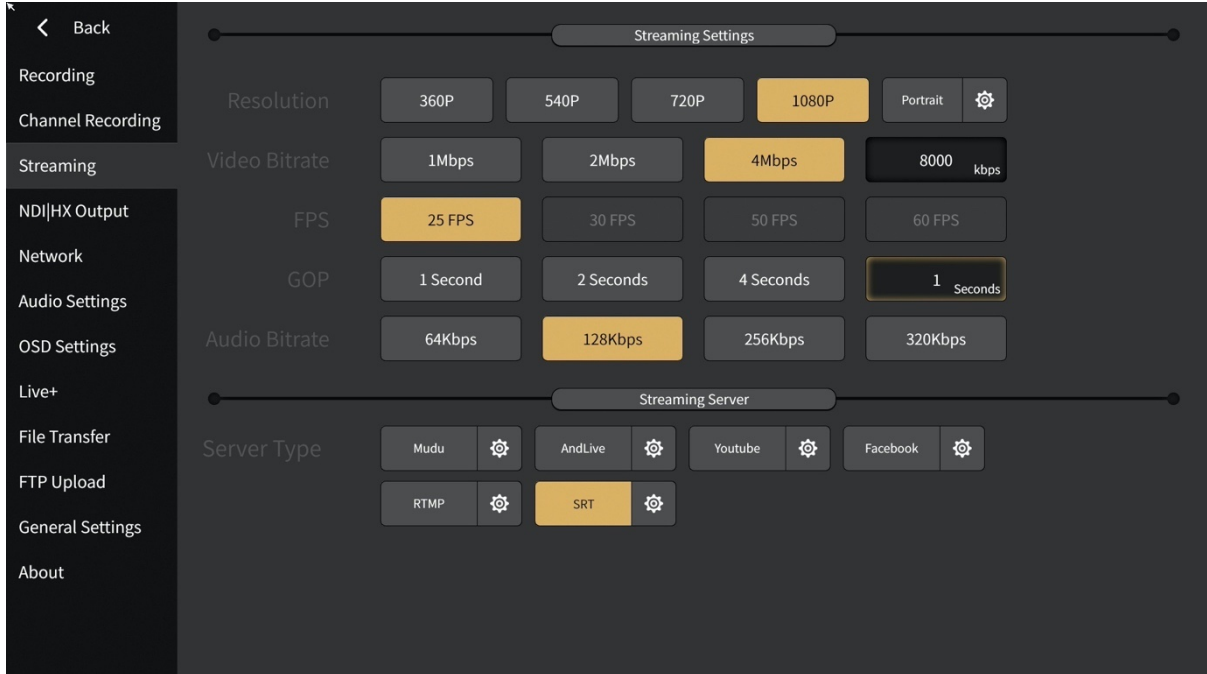 Back
Recording
Channel Recording
Streaming
NDI|HX Output
Network
Audio Settings
OSD Settings
Live+
File Transfer
FTP Upload
General Settings
About
Streaming Settings
Resolution 360P 540P 720P 1080P Portrait
Video Bitrate 1Mbps 2Mbps 4Mbps 8000 kbps
FPS 25 FPS 30 FPS 50 FPS 60 FPS
GOP 1 Second 2 Seconds 4 Seconds 1 Seconds
Audio Bitrate 64Kbps 128Kbps 256Kbps 320Kbps
Streaming Server
Server Type Mudu AndLive Youtube Facebook
RTMP SRT